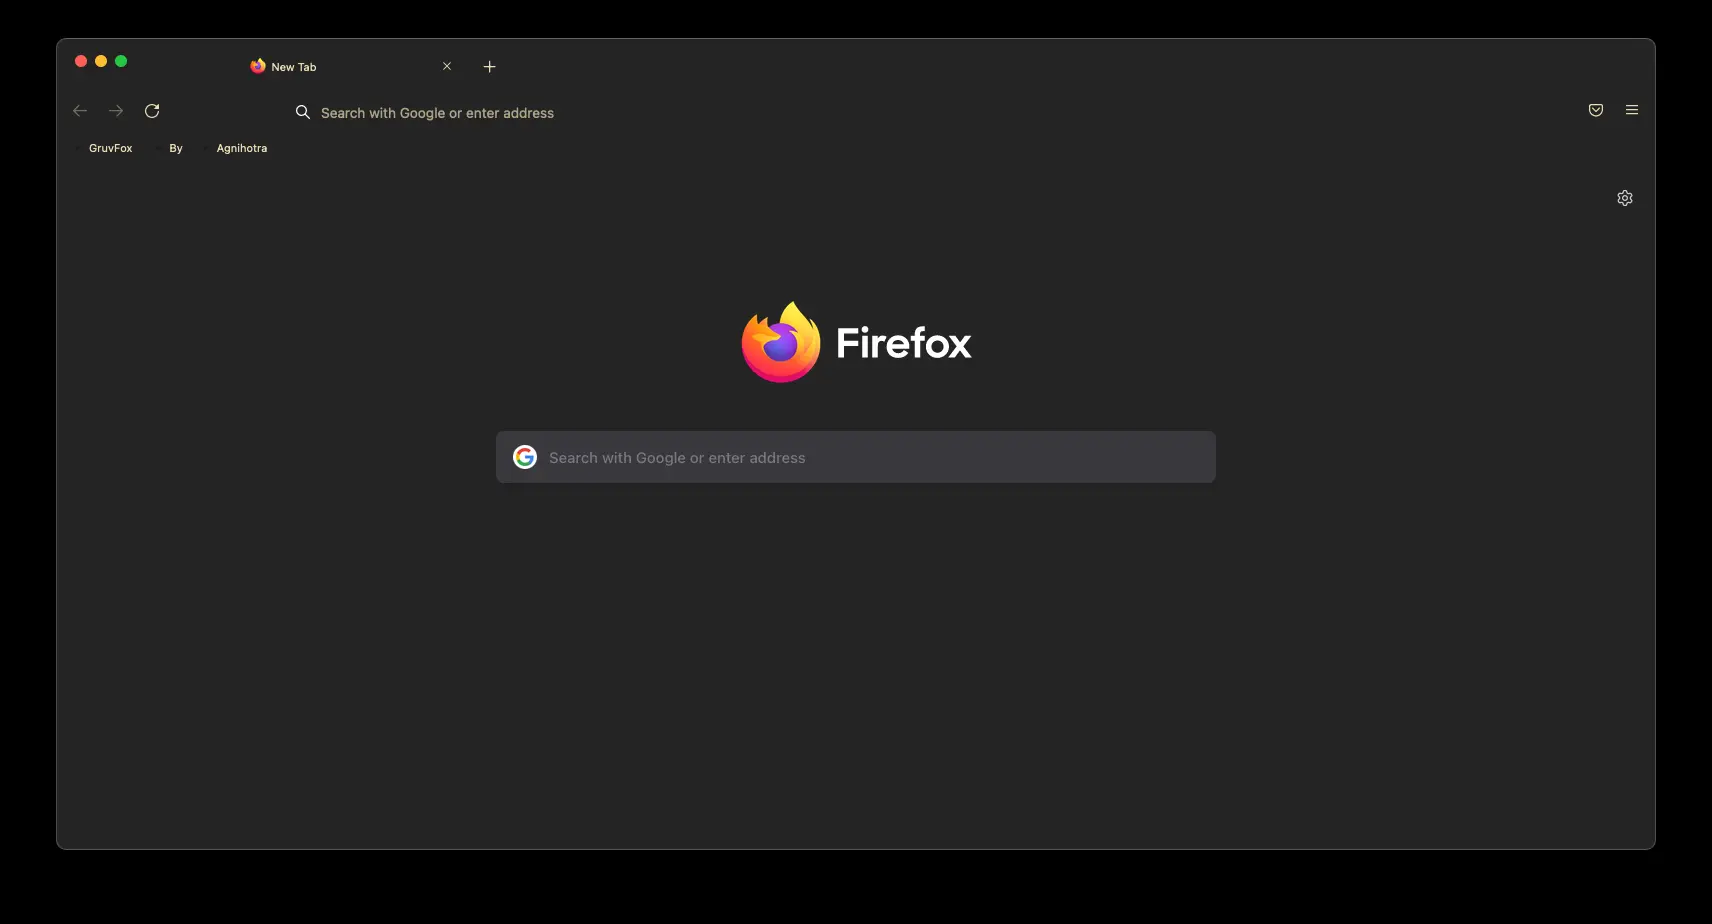 New Tab
Search with Google or enter address
GruvFox By Agnihotra
Firefox
Search with Google or enter address